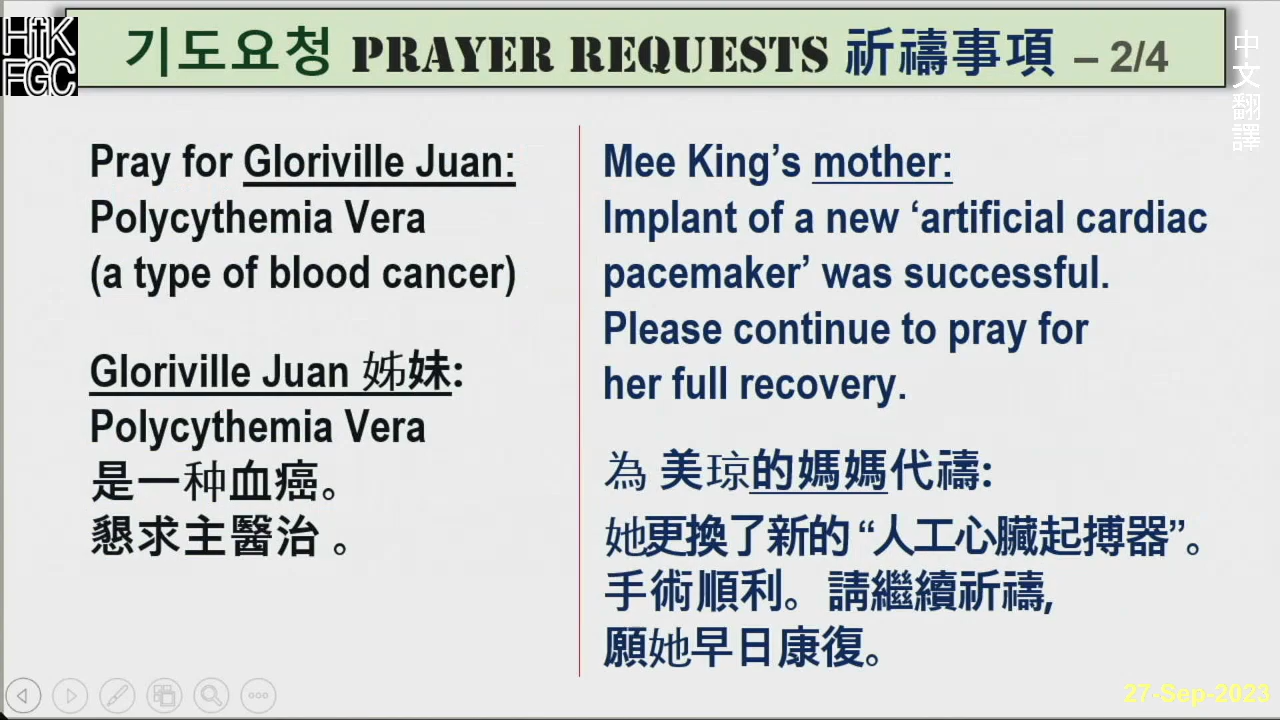 HfK
FGC
기도요청 PRAYER REQUESTS 祈禱事項 – 2/4
中文翻譯
Pray for Gloriville Juan:
Polycythemia Vera
(a type of blood cancer)
Gloriville Juan 姊妹:
Polycythemia Vera
是一种血癌。
懇求主醫治 。
Mee King’s mother:
Implant of a new ‘artificial cardiac
pacemaker’ was successful.
Please continue to pray for
her full recovery.
為 美琼的媽媽代禱:
她更換了新的 “人工心臟起搏器”。
手術順利。請繼續祈禱,
願她早日康復。
27-Sep-2023